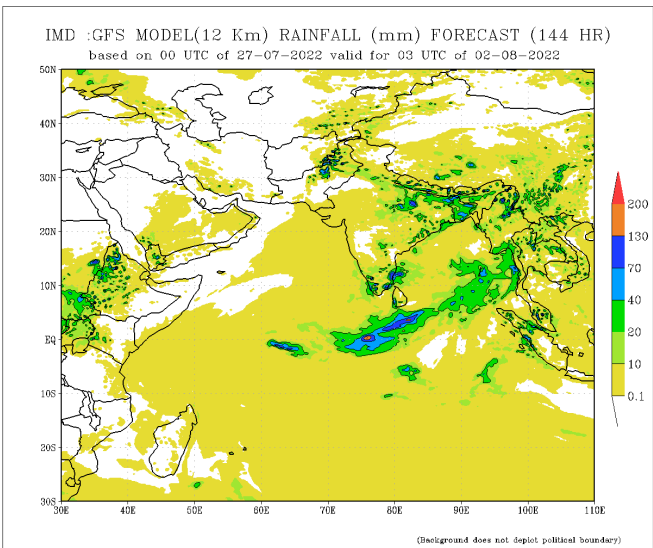 IMD :GFS MODEL(12 Km) RAINFALL (mm) FORECAST (144 HR)
based on 00 UTC of 27-07-2022 valid for 03 UTC of 02-08-2022
50N
40N
30N
20N
10N
EQ
10S
20S
30S
30E 40E 50E 60E 70E 80E 90E 100E 110E
200
130
70
40
20
10
0.1
(Background does not depict political boundary)